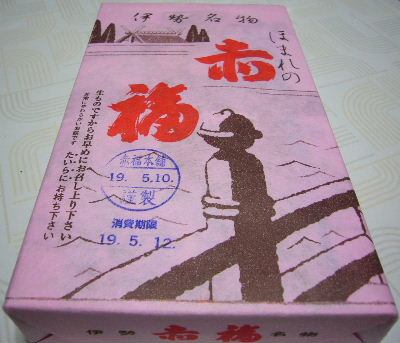 伊勢名物
ほまれの
赤福
生ものですからお早めにお召し上り下さい
たいらにお持ち下さい
赤福本舗
19. 5.10.
謹製
消費期限
19. 5. 12.
伊勢 赤福 名物